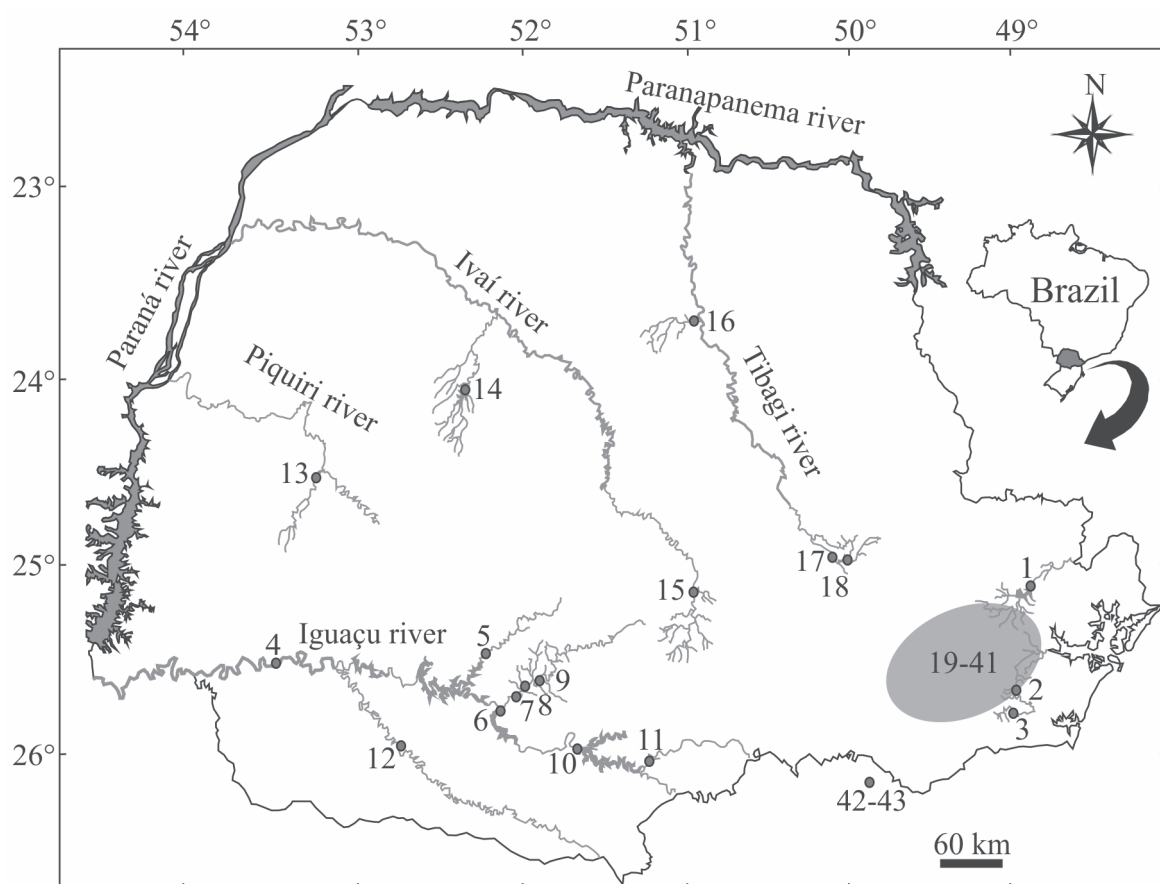 54° 53° 52° 51° 50° 49°
Paranapanema river
N
23°
Paraná river
Ivaí river
Brazil
16
24°
Piquiri river
14
Tibagi river
13
25°
17
18
1
15
Iguaçu river
4
5
19-41
9
8
7
6
2
3
26°
12
10
11
42-43
60 km